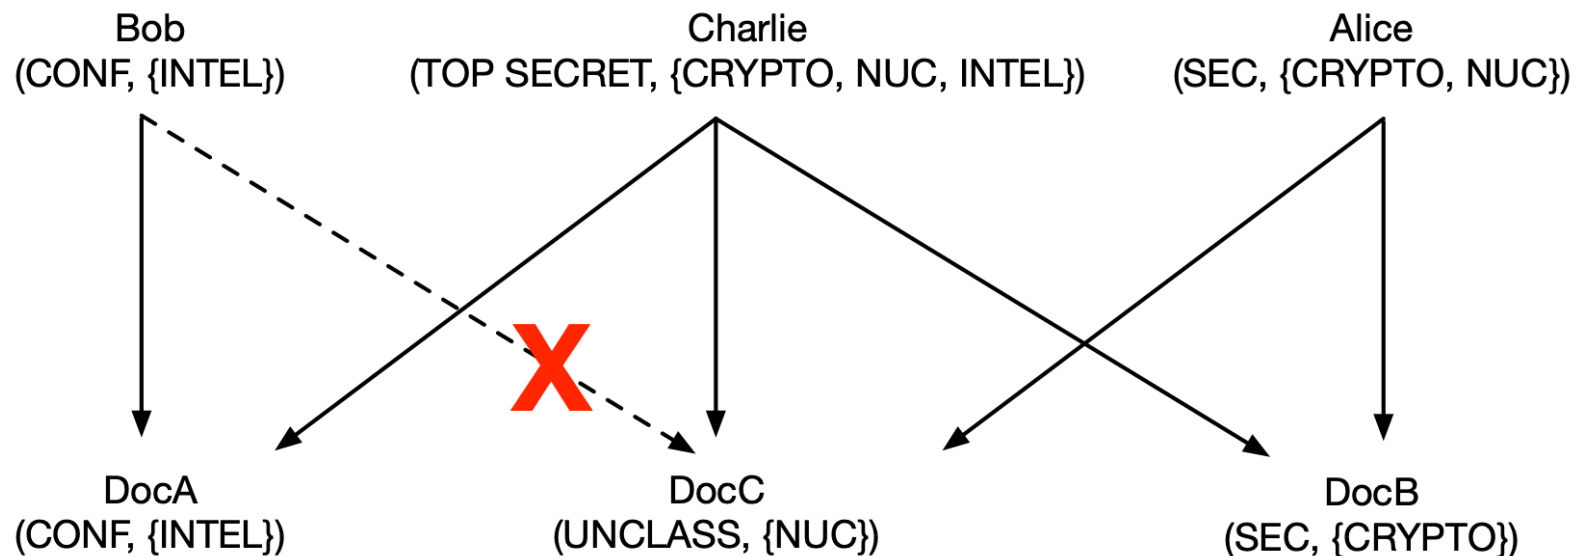 Bob
(CONF, {INTEL})
Charlie
(TOP SECRET, {CRYPTO, NUC, INTEL})
Alice
(SEC, {CRYPTO, NUC})
X
DocA
(CONF, {INTEL})
DocC
(UNCLASS, {NUC})
DocB
(SEC, {CRYPTO})